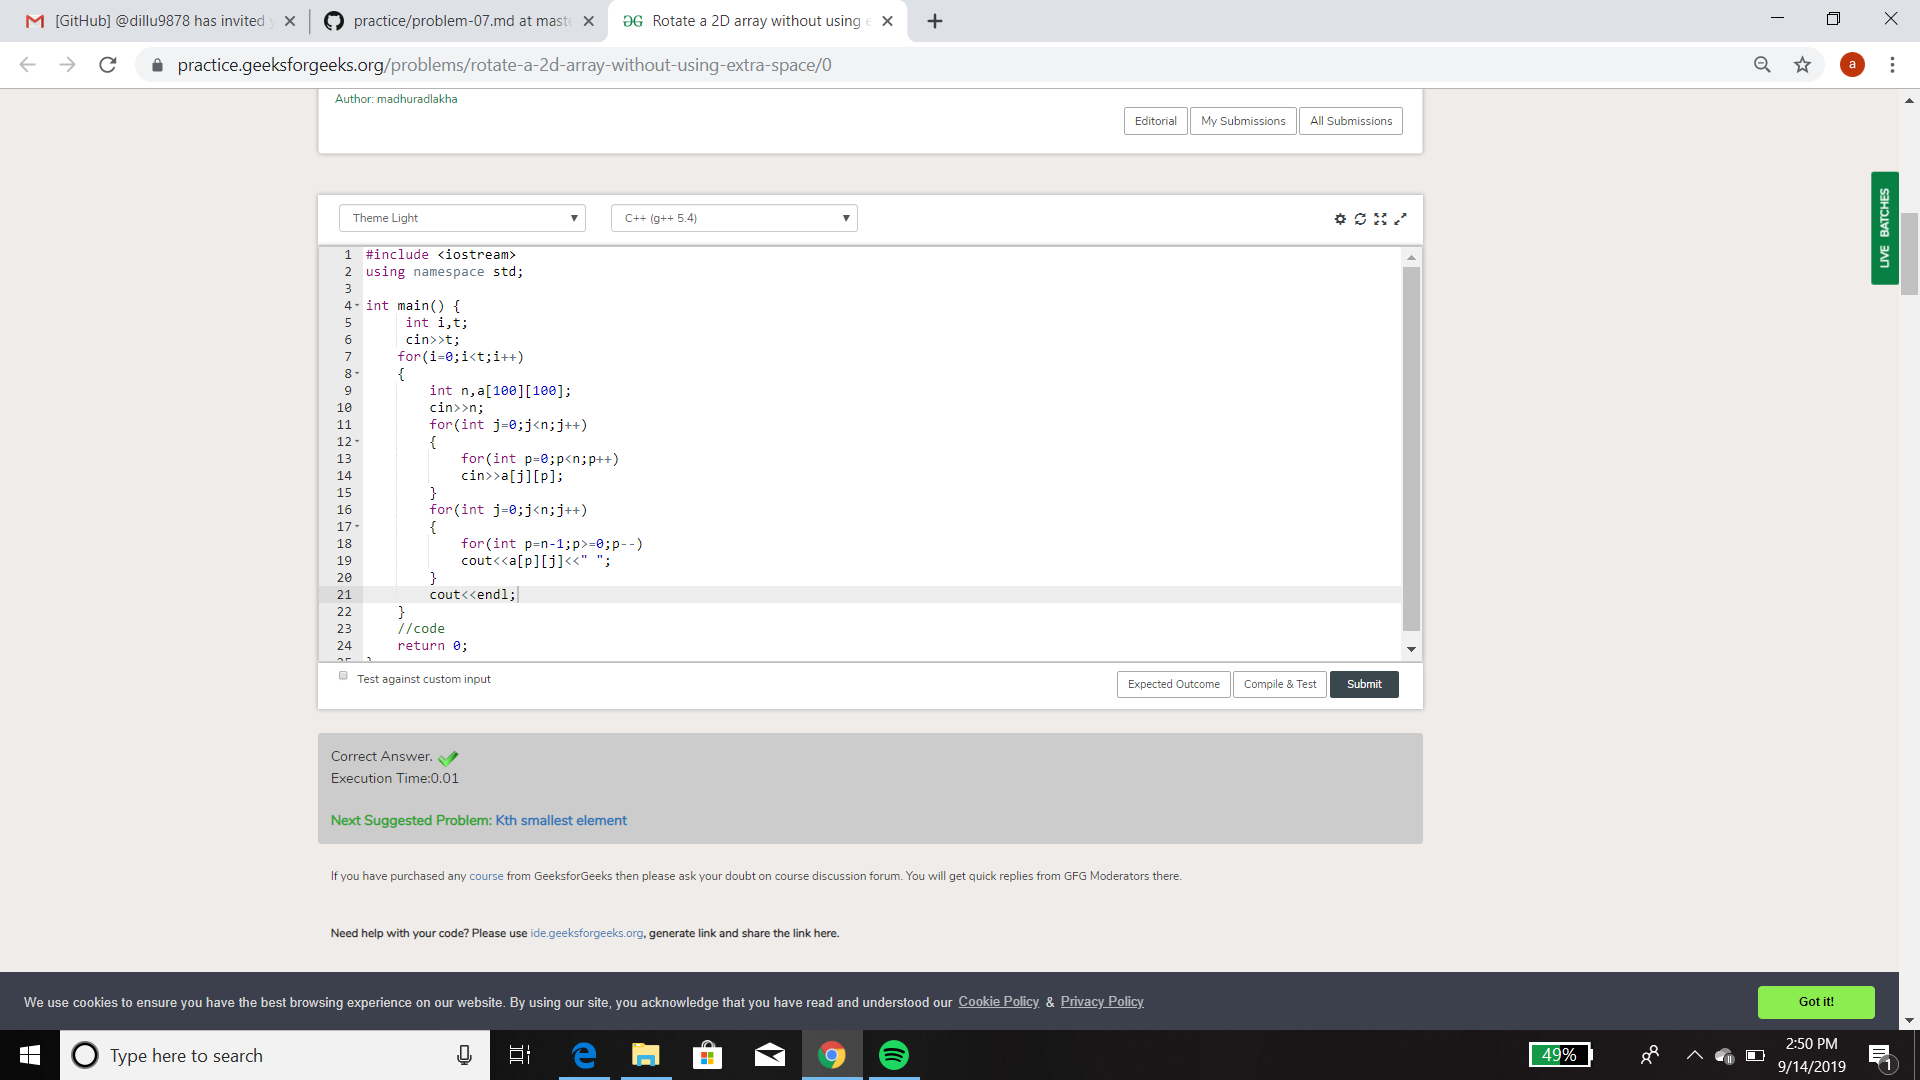 [GitHub] @dillu9878 has invited
practice/problem-07.md at mast
Rotate a 2D array without using e
practice.geeksforgeeks.org/problems/rotate-a-2d-array-without-using-extra-space/0
a
Author: madhuradlakha
Editorial
My Submissions
All Submissions
LIVE BATCHES
Theme Light
C++ (g++ 5.4)
1 #include <iostream>
2 using namespace std;
3
4 int main() {
5 int i,t;
6 cin>>t;
7 for(i=0;i<t;i++)
8 {
9 int n,a[100][100];
10 cin>>n;
11 for(int j=0;j<n;j++)
12 {
13 for(int p=0;p<n;p++)
14 cin>>a[j][p];
15 }
16 for(int j=0;j<n;j++)
17 {
18 for(int p=n-1;p>=0;p--)
19 cout<<a[p][j]<<" ";
20 }
21 cout<<endl;
22 }
23 //code
24 return 0;
25 }
Test against custom input
Expected Outcome
Compile & Test
Submit
Correct Answer.
Execution Time:0.01
Next Suggested Problem: Kth smallest element
If you have purchased any course from GeeksforGeeks then please ask your doubt on course discussion forum. You will get quick replies from GFG Moderators there.
Need help with your code? Please use ide.geeksforgeeks.org, generate link and share the link here.
We use cookies to ensure you have the best browsing experience on our website. By using our site, you acknowledge that you have read and understood our Cookie Policy & Privacy Policy
Got it!
Type here to search
49%
2:50 PM
9/14/2019
1